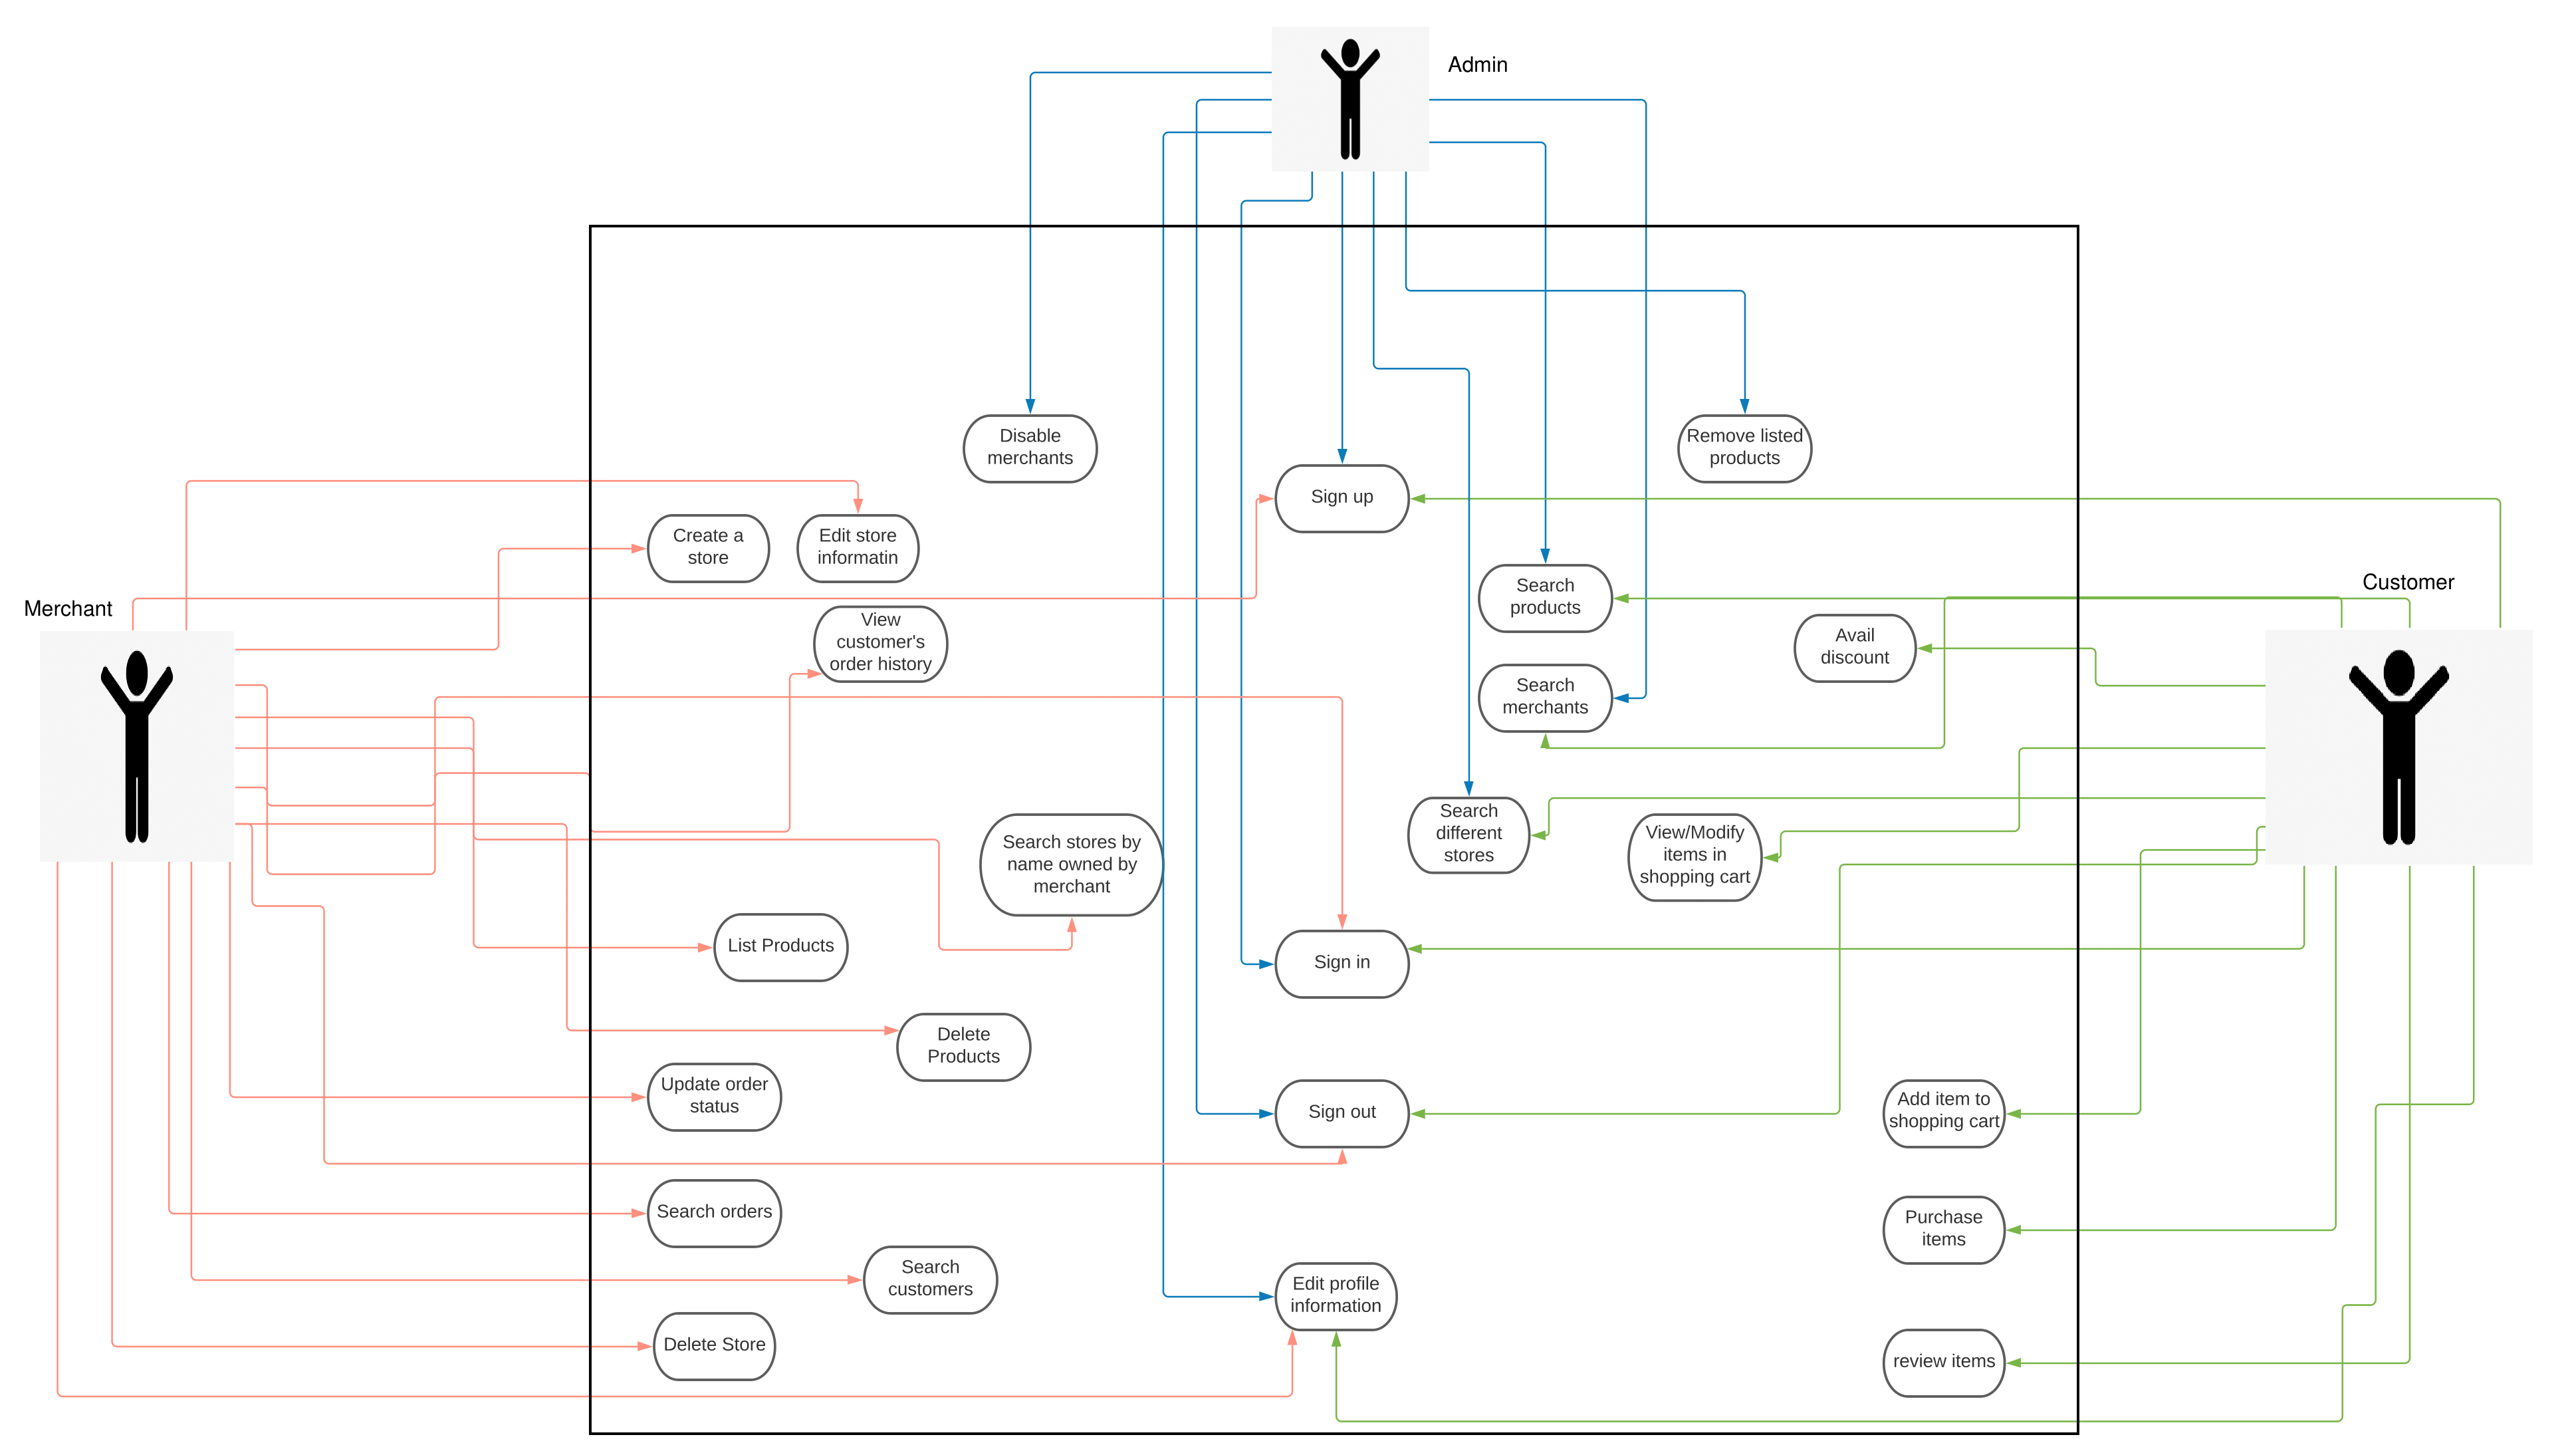 Admin
Disable
merchants
Remove listed
products
Sign up
Create a
store
Edit store
informatin
Search
products
Customer
Merchant
View
customer's
order history
Avail
discount
Search
merchants
Search
different
stores
View/Modify
items in
shopping cart
Search stores by
name owned by
merchant
List Products
Sign in
Delete
Products
Update order
status
Sign out
Add item to
shopping cart
Search orders
Purchase
items
Search
customers
Edit profile
information
Delete Store
review items